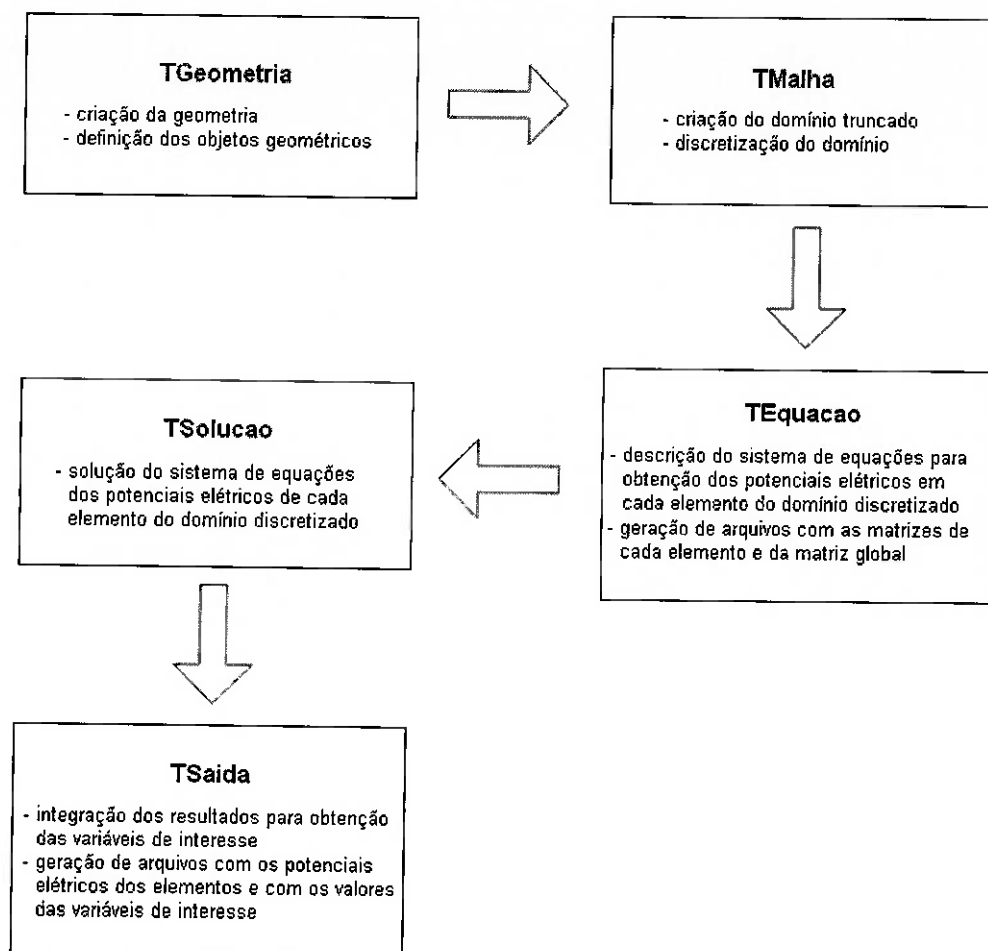 TGeometria
- criação da geometria
- definição dos objetos geométricos
TMalha
- criação do domínio truncado
- discretização do domínio
TEquacao
- descrição do sistema de equações para
obtenção dos potenciais elétricos em
cada elemento do domínio discretizado
- geração de arquivos com as matrizes de
cada elemento e da matriz global
TSolucao
- solução do sistema de equações
dos potenciais elétricos de cada
elemento do domínio discretizado
TSaida
- integração dos resultados para obtenção
das variáveis de interesse
- geração de arquivos com os potenciais
elétricos dos elementos e com os valores
das variáveis de interesse